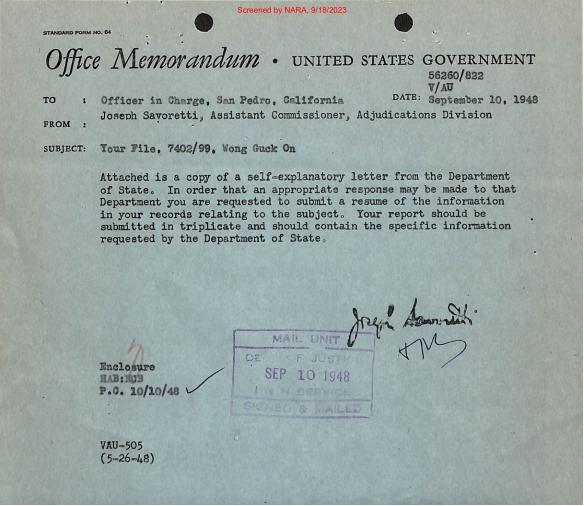 Screened by NARA, 9/18/2023
STANDARD FORM NO. 64
Office Memorandum • UNITED STATES GOVERNMENT
56260/822
V/AU
TO : Officer in Charge, San Pedro, California DATE: September 10, 1948
FROM : Joseph Savoretti, Assistant Commissioner, Adjudications Division
SUBJECT: Your File, 7402/99, Wong Guck On
Attached is a copy of a self-explanatory letter from the Department
of State. In order that an appropriate response may be made to that
Department you are requested to submit a resume of the information
in your records relating to the subject. Your report should be
submitted in triplicate and should contain the specific information
requested by the Department of State.
Joseph Savoretti
MAIL UNIT
OF JUSTICE
SEP 10 1948
I & N SERVICE
SIGNED & MAILED
Enclosure
P.C. 10/10/48
VAU-505
(5-26-48)